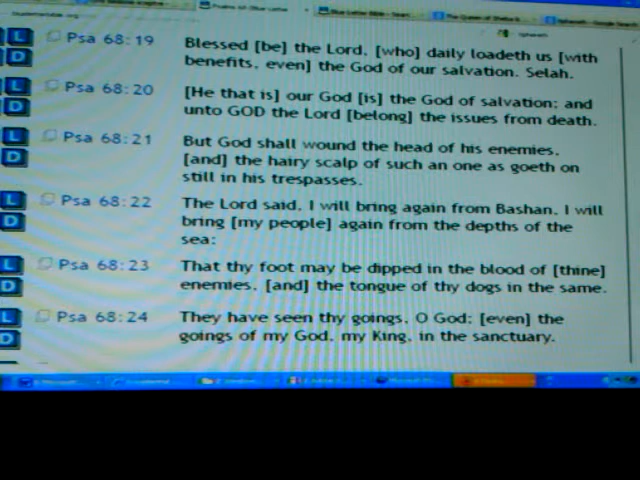 L
D
Psa 68:19
Blessed [be] the Lord, [who] daily loadeth us [with
benefits, even] the God of our salvation. Selah.
L
D
Psa 68:20
[He that is] our God [is] the God of salvation; and
unto GOD the Lord [belong] the issues from death.
L
D
Psa 68:21
But God shall wound the head of his enemies,
[and] the hairy scalp of such an one as goeth on
still in his trespasses.
L
D
Psa 68:22
The Lord said, I will bring again from Bashan, I will
bring [my people] again from the depths of the
sea:
L
D
Psa 68:23
That thy foot may be dipped in the blood of [thine]
enemies, [and] the tongue of thy dogs in the same.
L
D
Psa 68:24
They have seen thy goings, O God; [even] the
goings of my God, my King, in the sanctuary.